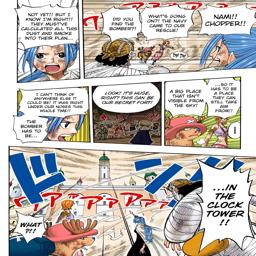 NAMI!!
CHOPPER!!
WHAT'S
GOING ON?
THE NAVY
CAME TO OUR
RESCUE!
DID YOU
FIND THE
BOMBER?!
NOT YET!! BUT
I KNOW I'M
RIGHT!!! THEY
MUST'VE
CALCULATED ALL
THIS DUST AND
SMOKE INTO
THEIR PLAN...
...SO IT
HAS TO BE
THEY CAN
STILL TAKE
AIM
FROM!
A BIG PLACE
THAT ISN'T
VISIBLE FROM
THE SKY!!
LOOK! IT'S HUGE,
RIGHT? THIS CAN BE
OUR SECRET FORT!
I CAN'T THINK OF
ANYWHERE ELSE IT
COULD BE! IT WAS RIGHT
UNDER OUR NOSES
THIS WHOLE TIME!!
THE
BOMBER
HAS TO
BE...
ドン
...IN
THE
CLOCK
TOWER
!!
WHAT
?!